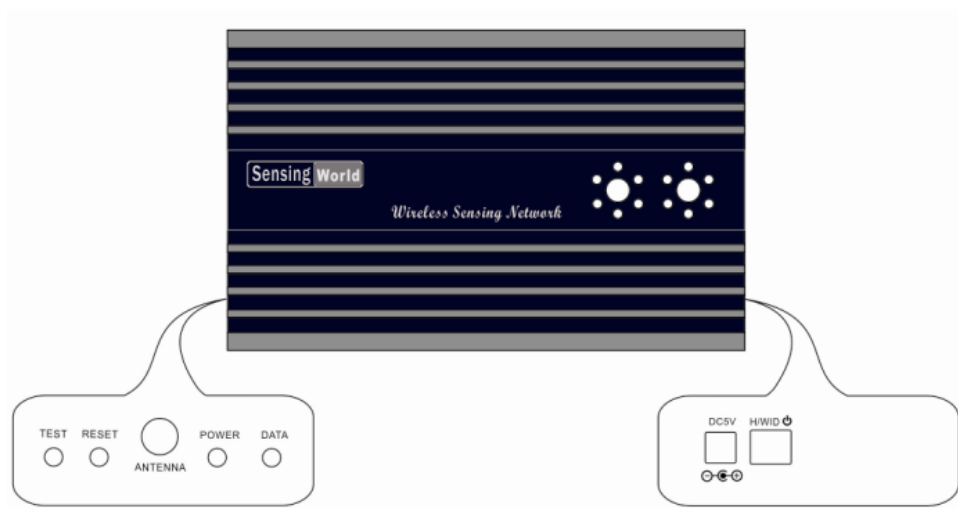 Sensing World
Wireless Sensing Network
TEST RESET POWER DATA
ANTENNA
DC5V H/WID